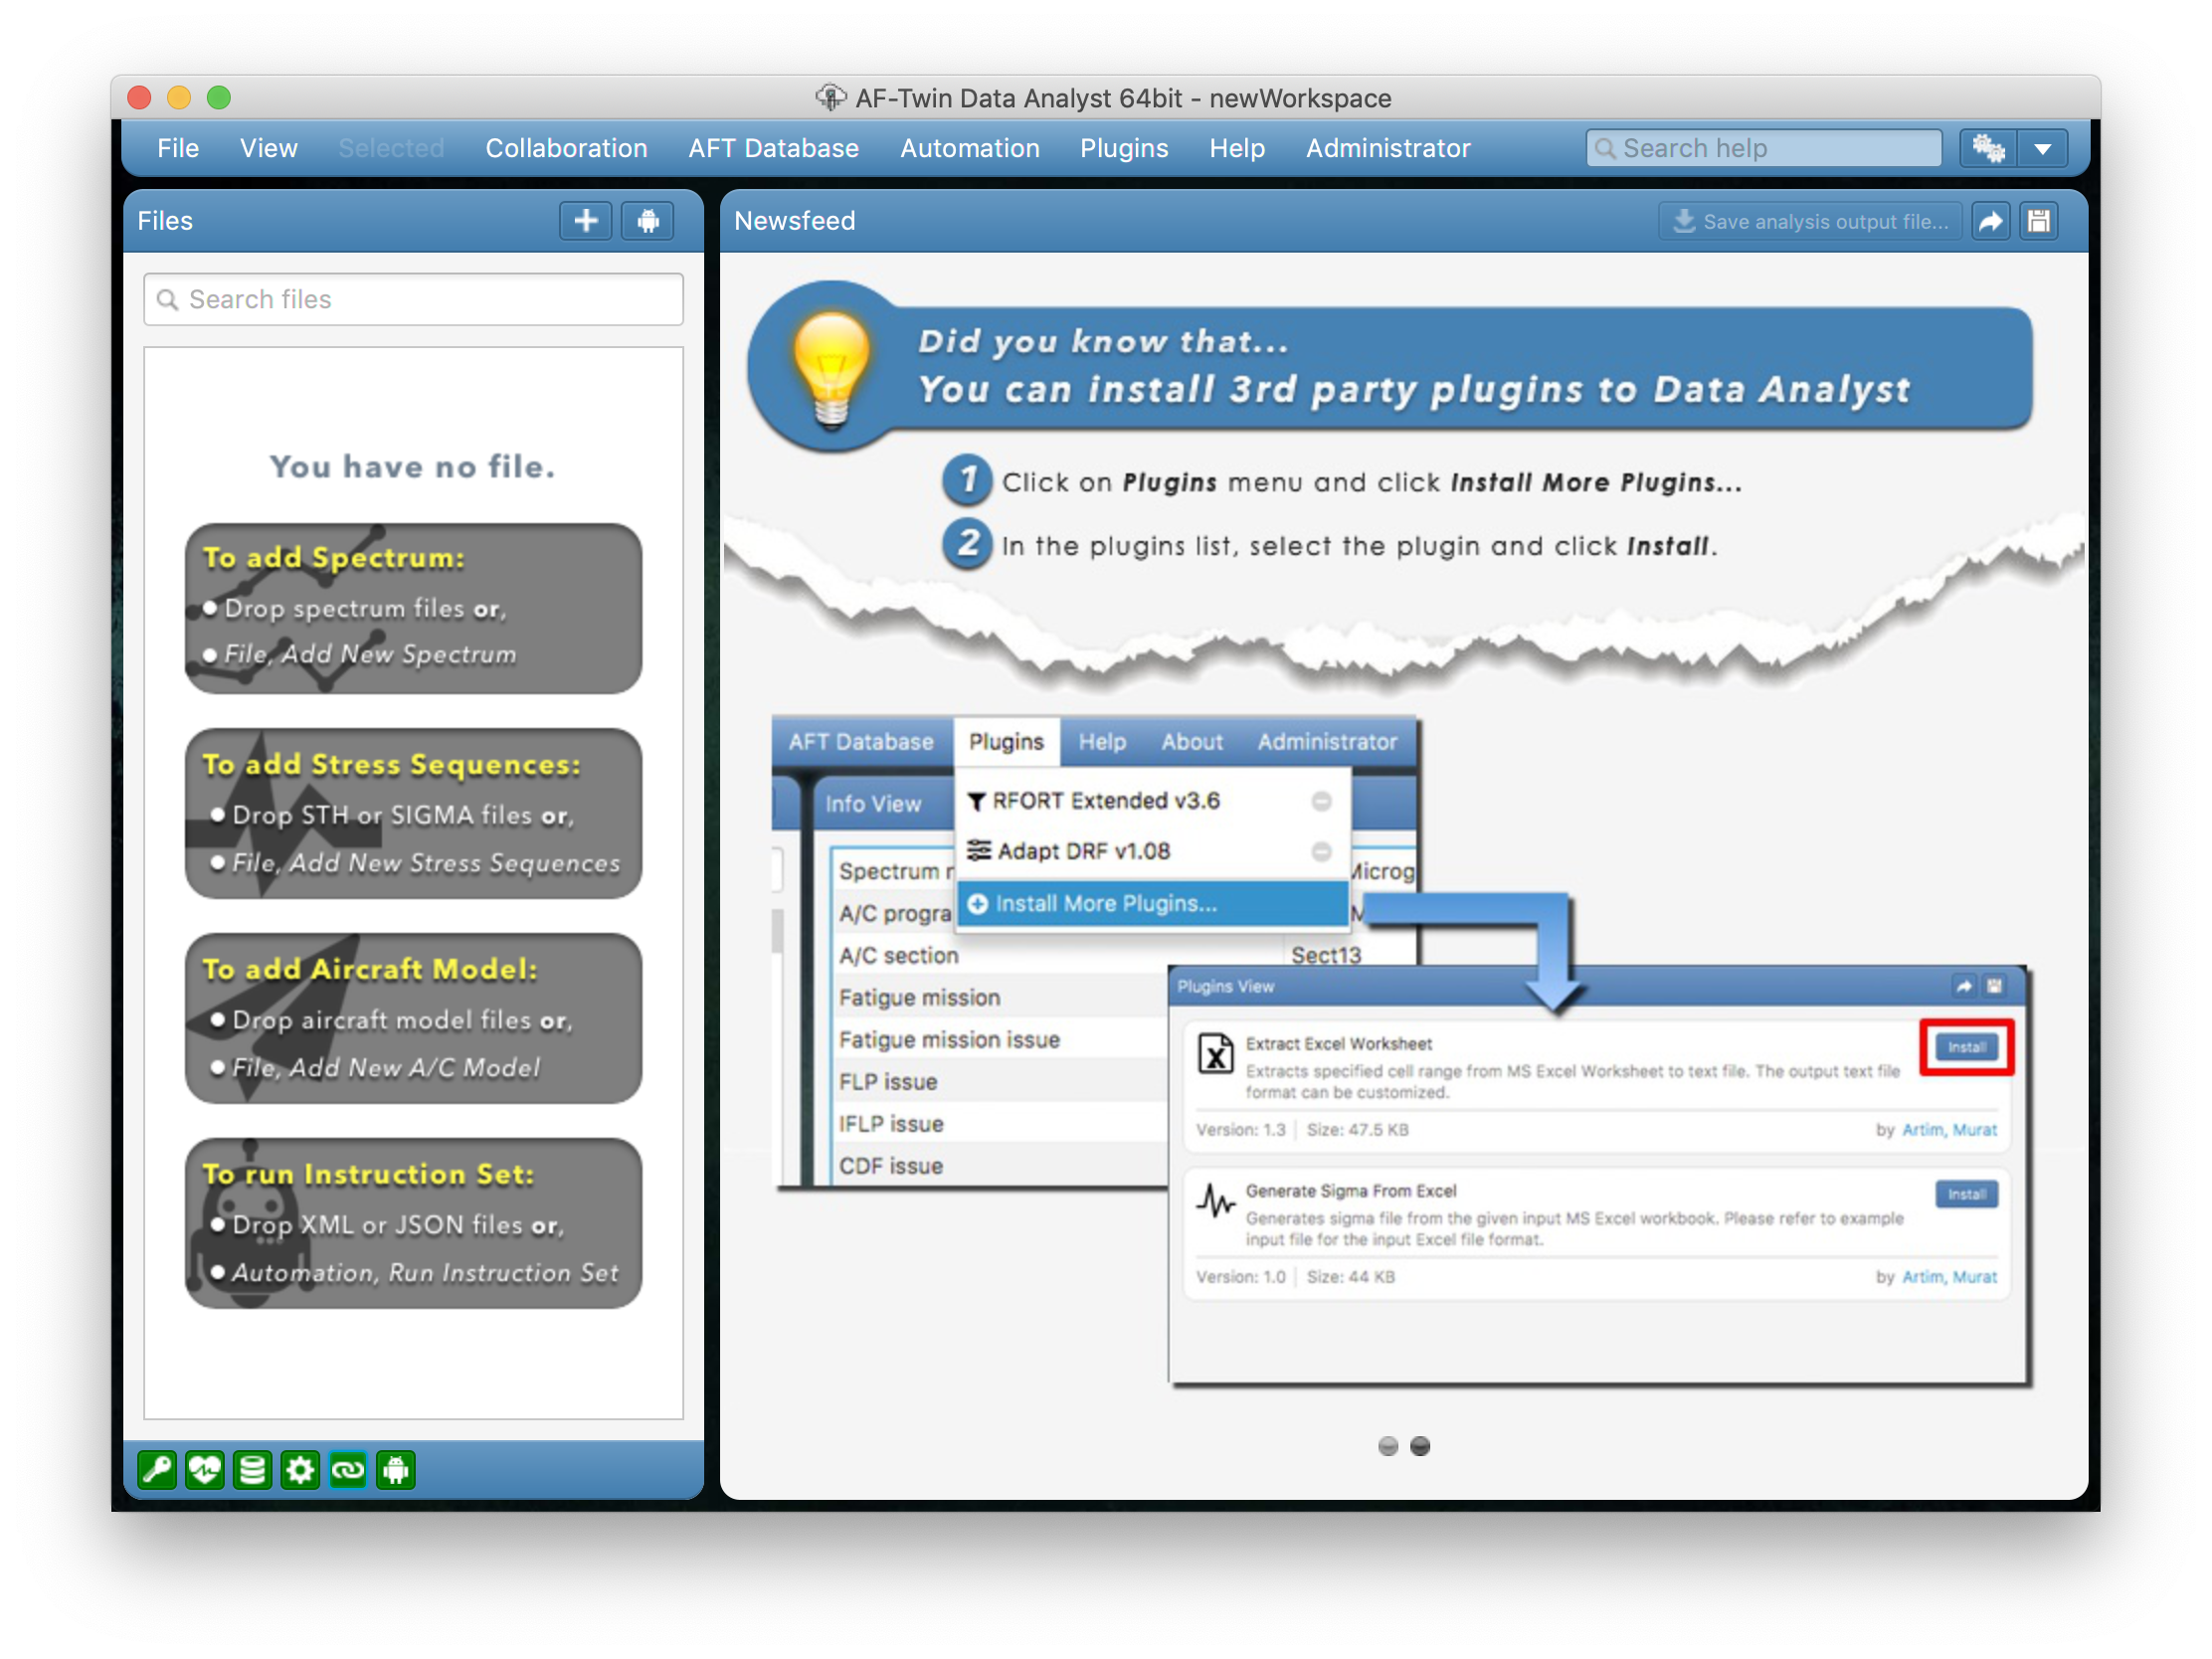 AF-Twin Data Analyst 64bit - newWorkspace
File View Selected Collaboration AFT Database Automation Plugins Help Administrator Search help
Files
Search files
You have no file.
To add Spectrum:
Drop spectrum files or,
File, Add New Spectrum
To add Stress Sequences:
Drop STH or SIGMA files or,
File, Add New Stress Sequences
To add Aircraft Model:
Drop aircraft model files or,
File, Add New A/C Model
To run Instruction Set:
Drop XML or JSON files or,
Automation, Run Instruction Set
Newsfeed Save analysis output file...
Did you know that...
You can install 3rd party plugins to Data Analyst
1 Click on Plugins menu and click Install More Plugins...
2 In the plugins list, select the plugin and click Install.
AFT Database Plugins Help About Administrator
Info View
RFORT Extended v3.6
Adapt DRF v1.08
Install More Plugins...
Spectrum
A/C progra
A/C section Sect13
Fatigue mission
Fatigue mission issue
FLP issue
IFLP issue
CDF issue
Plugins View
Extract Excel Worksheet Install
Extracts specified cell range from MS Excel Worksheet to text file. The output text file
format can be customized.
Version: 1.3 Size: 47.5 KB by Artim, Murat
Generate Sigma From Excel Install
Generates sigma file from the given input MS Excel workbook. Please refer to example
input file for the input Excel file format.
Version: 1.0 Size: 44 KB by Artim, Murat